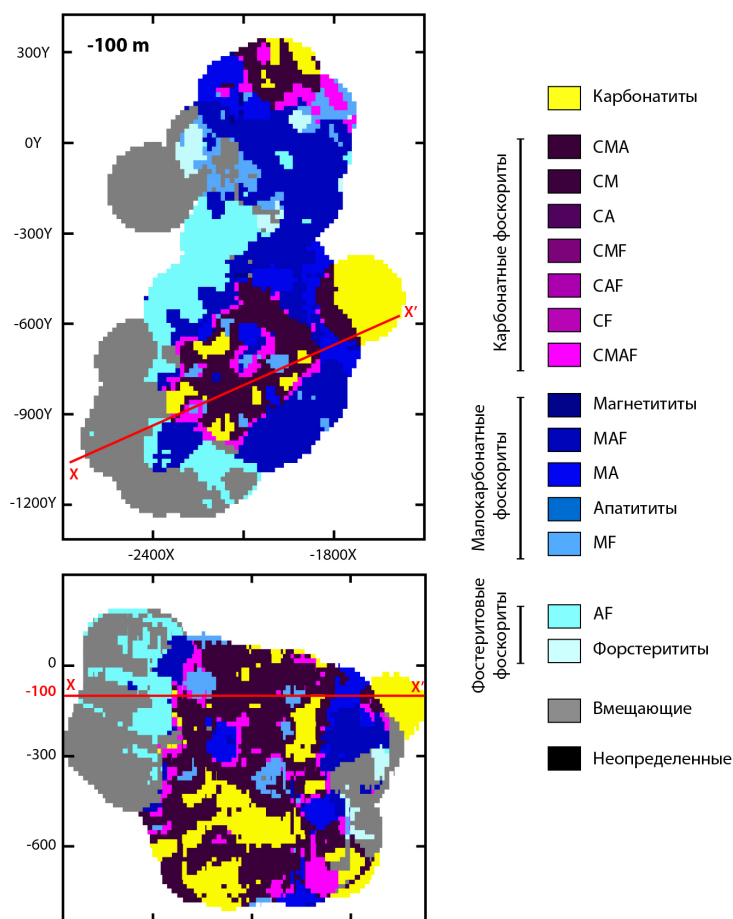 -100 m
300Y
0Y
-300Y
-600Y
-900Y
-1200Y
X'
X
-2400X
-1800X
0
-100
-300
-600
X
X'
Карбонатиты
Карбонатные фоскориты
CMA
CM
CA
CMF
CAF
CF
CMAF
Малокарбонатные
фоскориты
Магнетититы
MAF
MA
Апатититы
MF
Фостеритовые
фоскориты
AF
Форстерититы
Вмещающие
Неопределенные